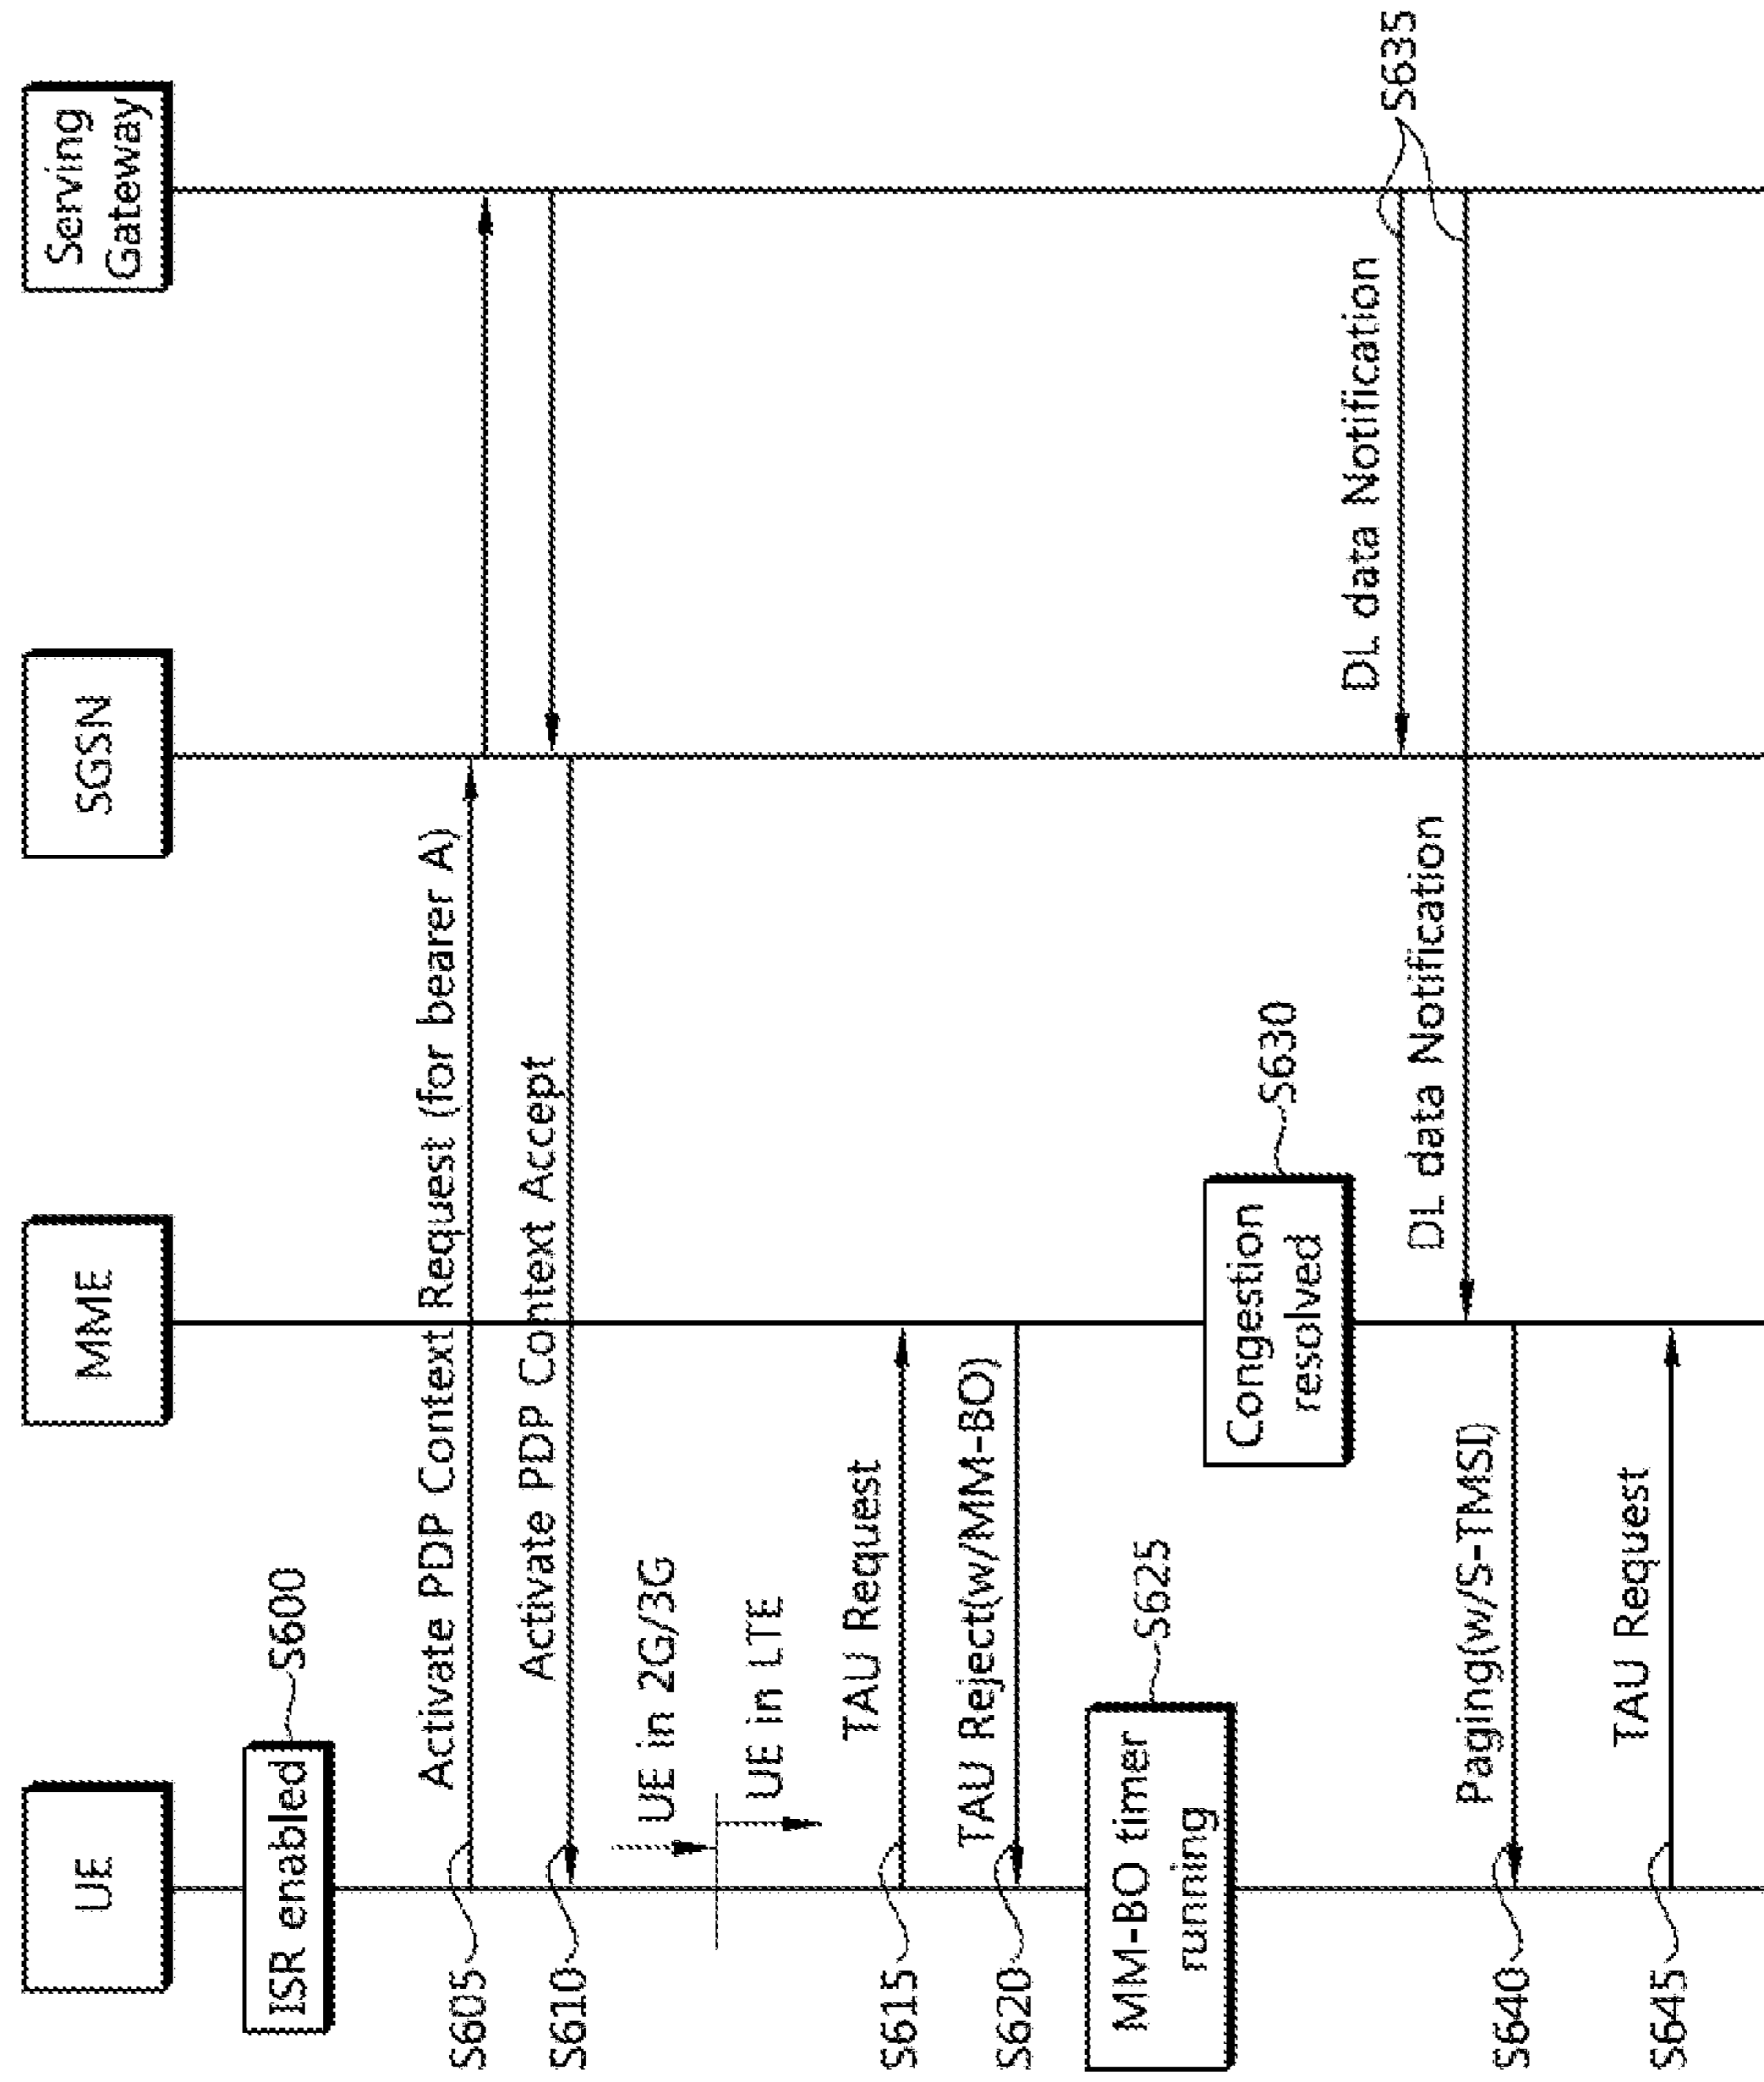 UE
MME
SGSN
Serving
Gateway
ISR enabled
S600
Activate PDP Context Request (for bearer A)
S605
Activate PDP Context Accept
S610
UE in 2G/3G
UE in LTE
TAU Request
S615
TAU Reject(w/MM-BO)
S620
MM-BO timer
running
S625
Congestion
resolved
S630
DL data Notification
S635
DL data Notification
Paging(w/S-TMSI)
S640
TAU Request
S645